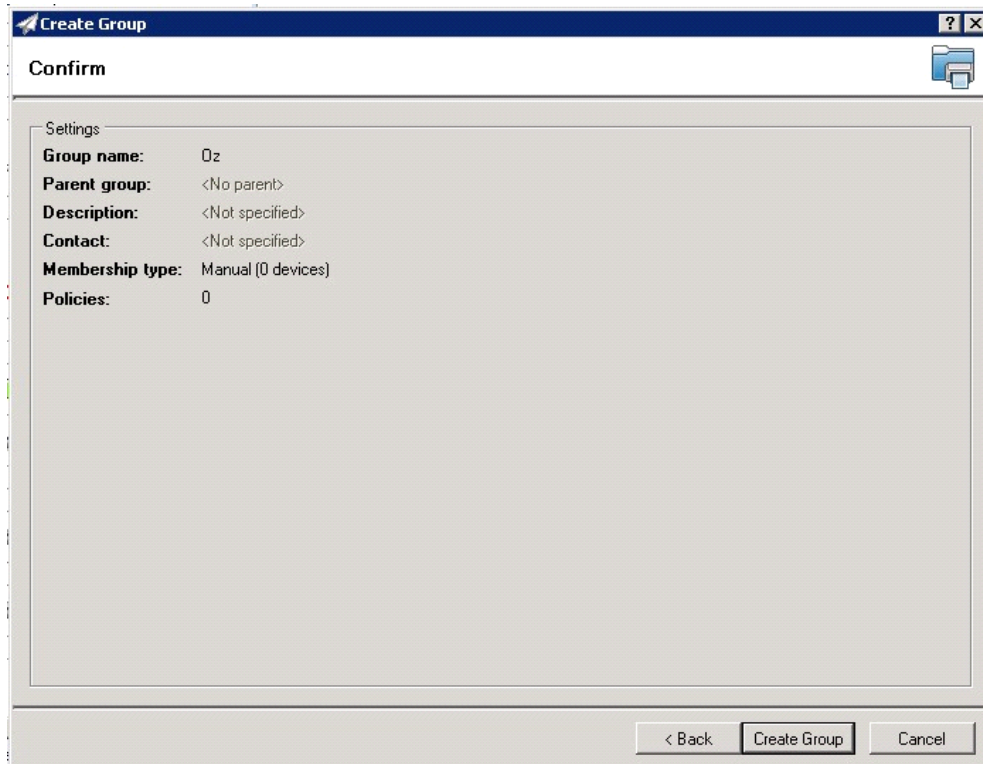 Create Group
Confirm
Settings
Group name: Oz
Parent group: <No parent>
Description: <Not specified>
Contact: <Not specified>
Membership type: Manual (0 devices)
Policies: 0
< Back Create Group Cancel